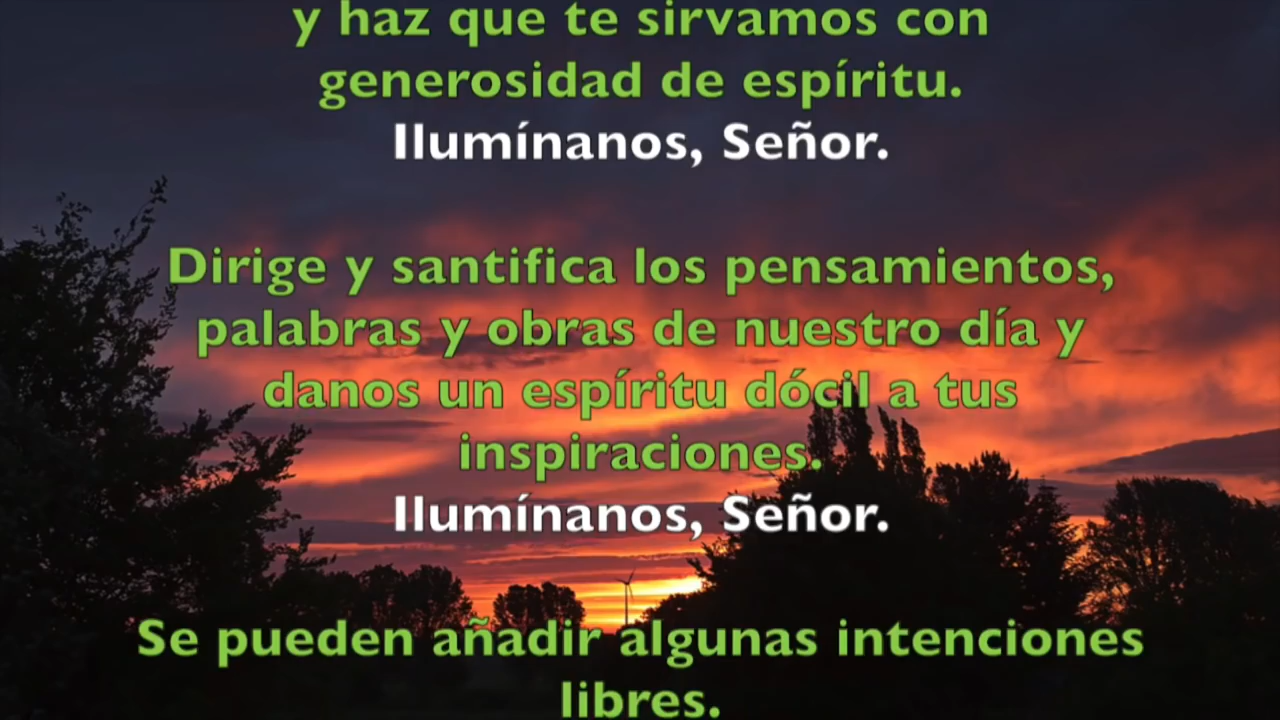 y haz que te sirvamos con
generosidad de espíritu.
Ilumínanos, Señor.
Dirige y santifica los pensamientos,
palabras y obras de nuestro día y
danos un espíritu dócil a tus
inspiraciones.
Ilumínanos, Señor.
Se pueden añadir algunas intenciones
libres.